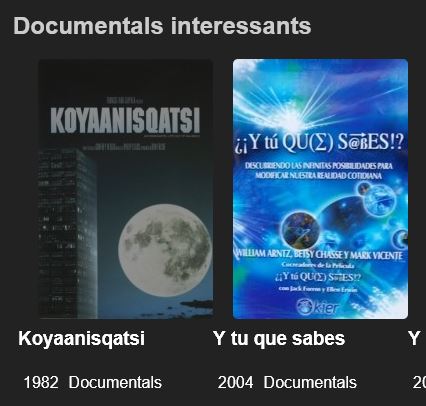 Documentals interessants
KOYAANISQATSI
¿¡Y tú QU(Σ) S@ßES!?
DESCUBRIENDO LAS INFINITAS POSIBILIDADES PARA
MODIFICAR NUESTRA REALIDAD COTIDIANA
WILLIAM ARNTZ, BETSY CHASSE Y MARK VICENTE
Cocreadores de la Película
¿¡Y tú QU(Σ) S@ßES!?
con Jack Forem y Ellen Erwin
kier
Koyaanisqatsi
Y tu que sabes
Y
1982 Documentals
2004 Documentals
20